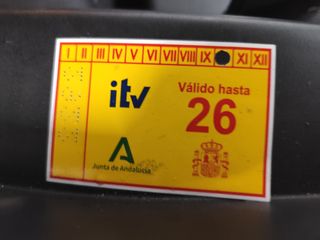 I II III IV V VI VII VIII IX XI XII
itv
Válido hasta
26
Junta de Andalucía